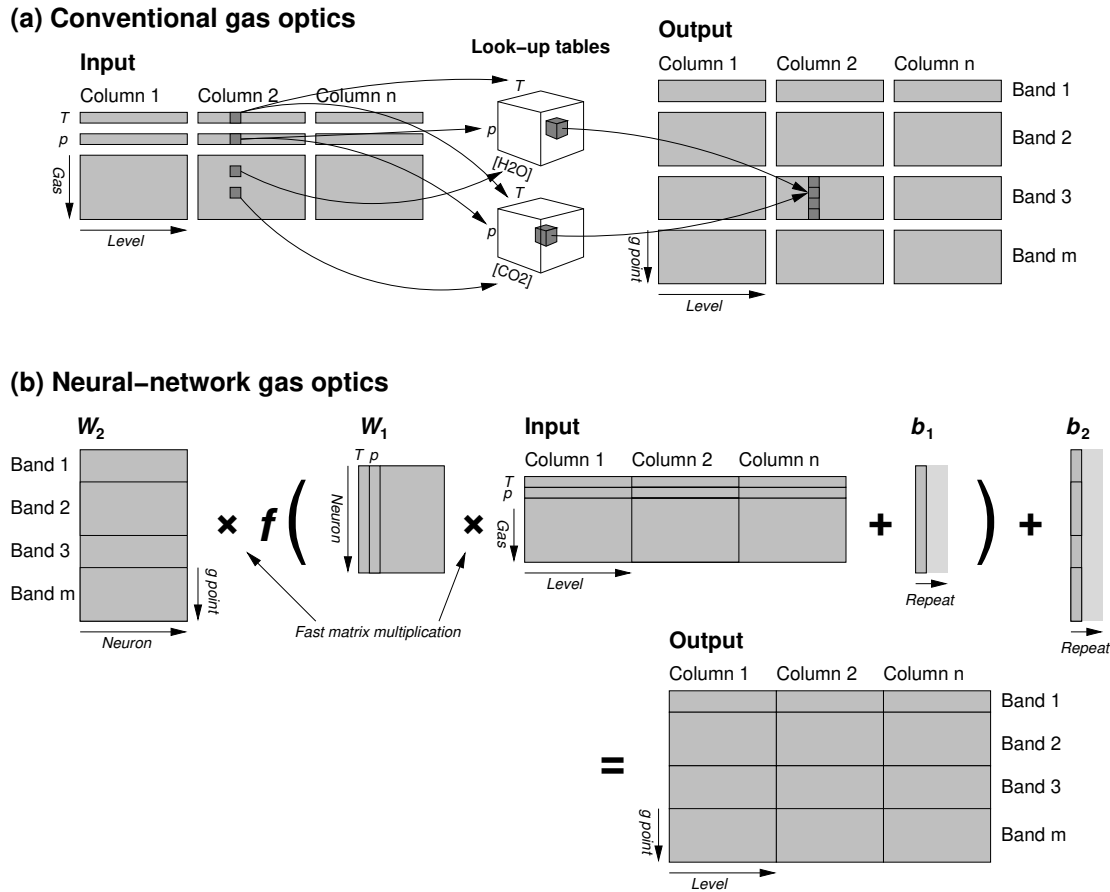 (a) Conventional gas optics
Input
Look−up tables
Output
Column 1 Column 2 Column n
T
p
Gas
Level
T
p
[H2O]
T
p
[CO2]
Column 1 Column 2 Column n
Band 1
Band 2
Band 3
Band m
g point
Level
(b) Neural−network gas optics
W2
Band 1
Band 2
Band 3
Band m
g point
Neuron
×
f
(
W1
T p
Neuron
×
Fast matrix multiplication
Input
Column 1 Column 2 Column n
T
p
Gas
Level
+
b1
Repeat
)
+
b2
Repeat
=
Output
Column 1 Column 2 Column n
Band 1
Band 2
Band 3
Band m
g point
Level